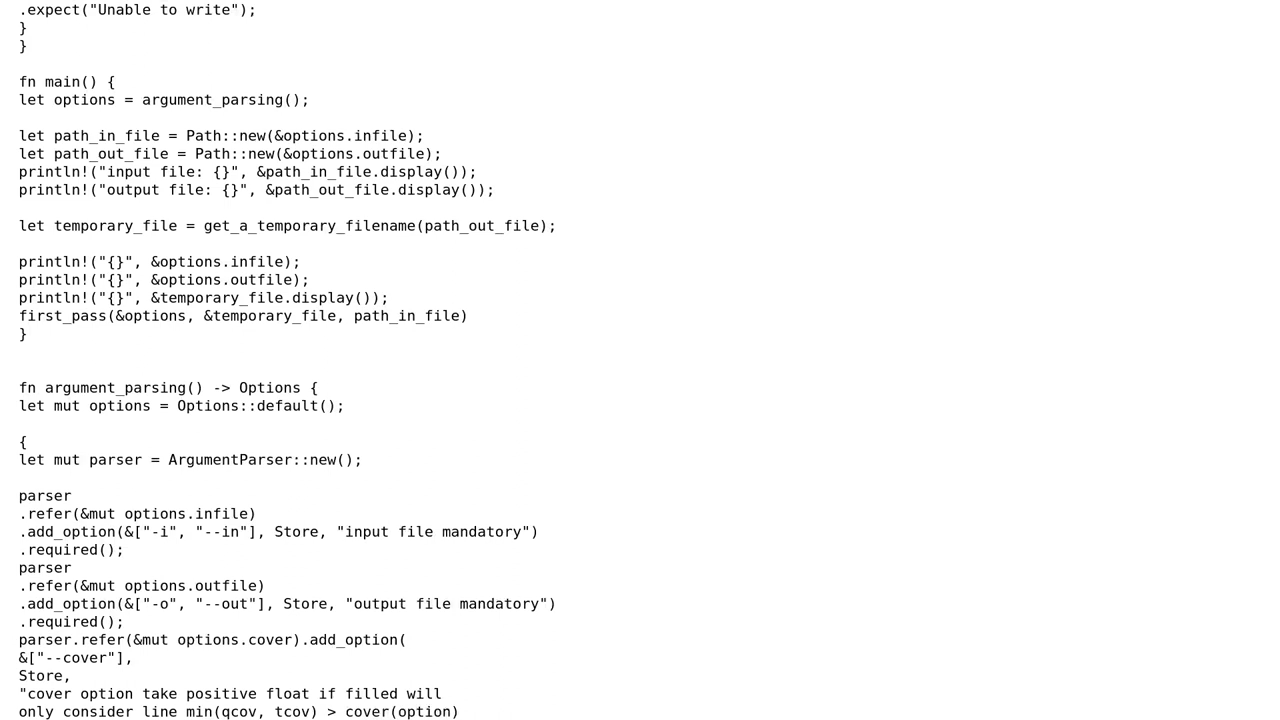 .expect("Unable to write");
}
}

fn main() {
let options = argument_parsing();

let path_in_file = Path::new(&options.infile);
let path_out_file = Path::new(&options.outfile);
println!("input file: {}", &path_in_file.display());
println!("output file: {}", &path_out_file.display());

let temporary_file = get_a_temporary_filename(path_out_file);

println!("{}", &options.infile);
println!("{}", &options.outfile);
println!("{}", &temporary_file.display());
first_pass(&options, &temporary_file, path_in_file)
}


fn argument_parsing() -> Options {
let mut options = Options::default();

{
let mut parser = ArgumentParser::new();

parser
.refer(&mut options.infile)
.add_option(&["-i", "--in"], Store, "input file mandatory")
.required();
parser
.refer(&mut options.outfile)
.add_option(&["-o", "--out"], Store, "output file mandatory")
.required();
parser.refer(&mut options.cover).add_option(
&["--cover"],
Store,
"cover option take positive float if filled will
only consider line min(qcov, tcov) > cover(option)